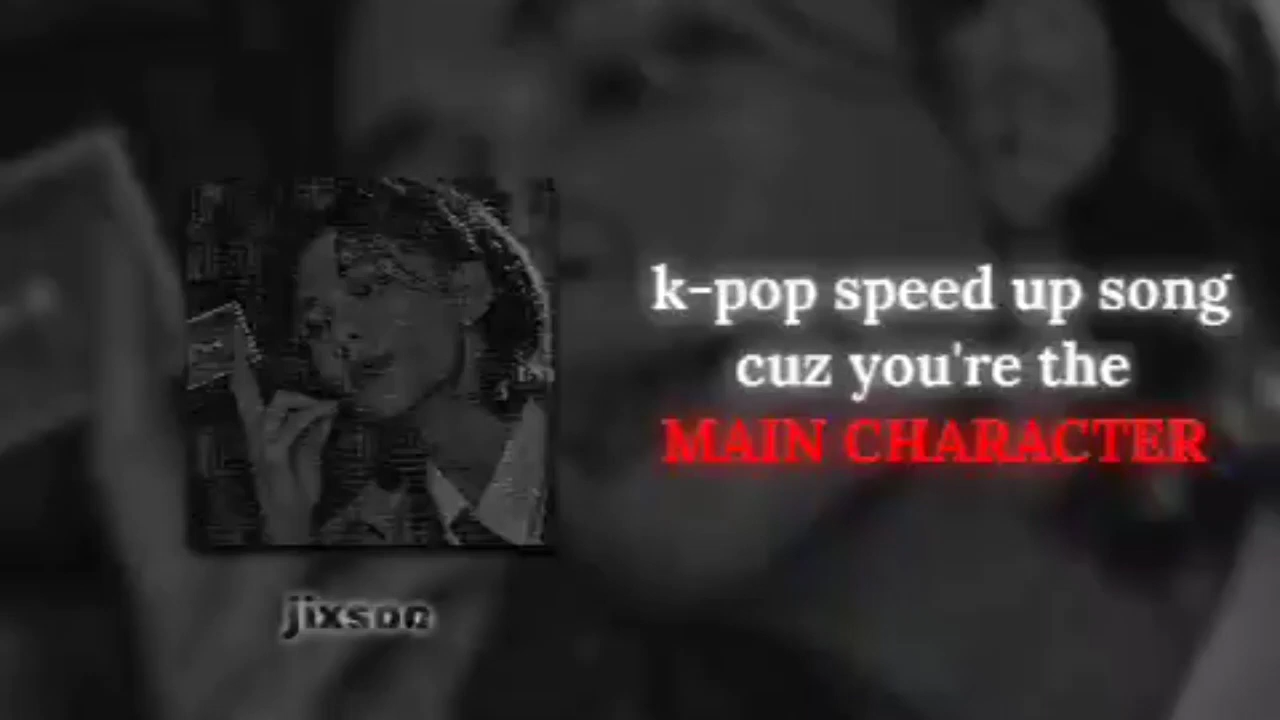 k-pop speed up song
cuz you're the
MAIN CHARACTER
jixsoo